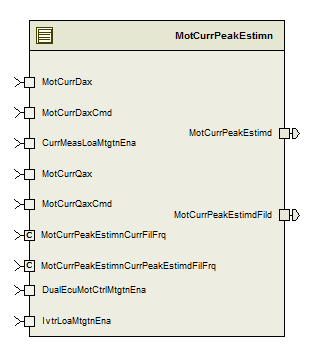 MotCurrPeakEstimn
MotCurrDax
MotCurrDaxCmd
MotCurrPeakEstimd
CurrMeasLoaMtgtnEna
MotCurrQax
MotCurrQaxCmd
MotCurrPeakEstimdFild
C MotCurrPeakEstimnCurrFilFrq
C MotCurrPeakEstimnCurrPeakEstimdFilFrq
DualEcuMotCtrlMtgtnEna
IvtrLoaMtgtnEna